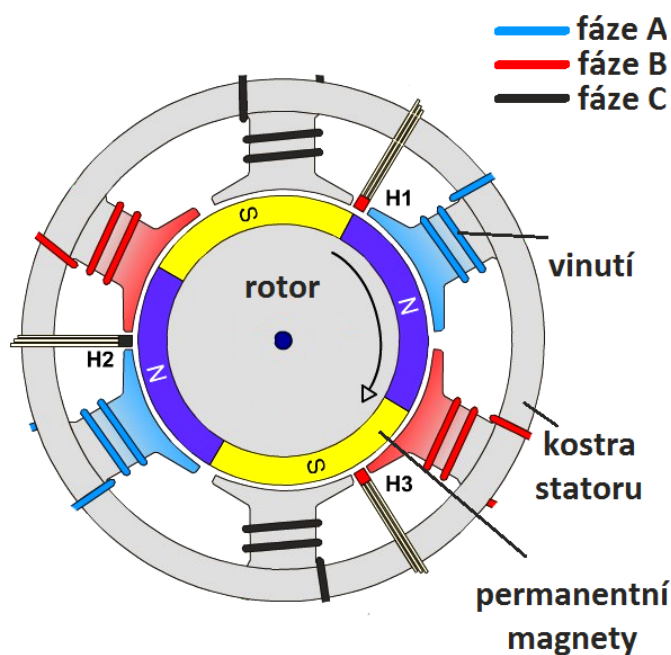 fáze A
fáze B
fáze C
H1
S
vinutí
rotor
N
H2
N
S
H3
kostra
statoru
permanentní
magnety